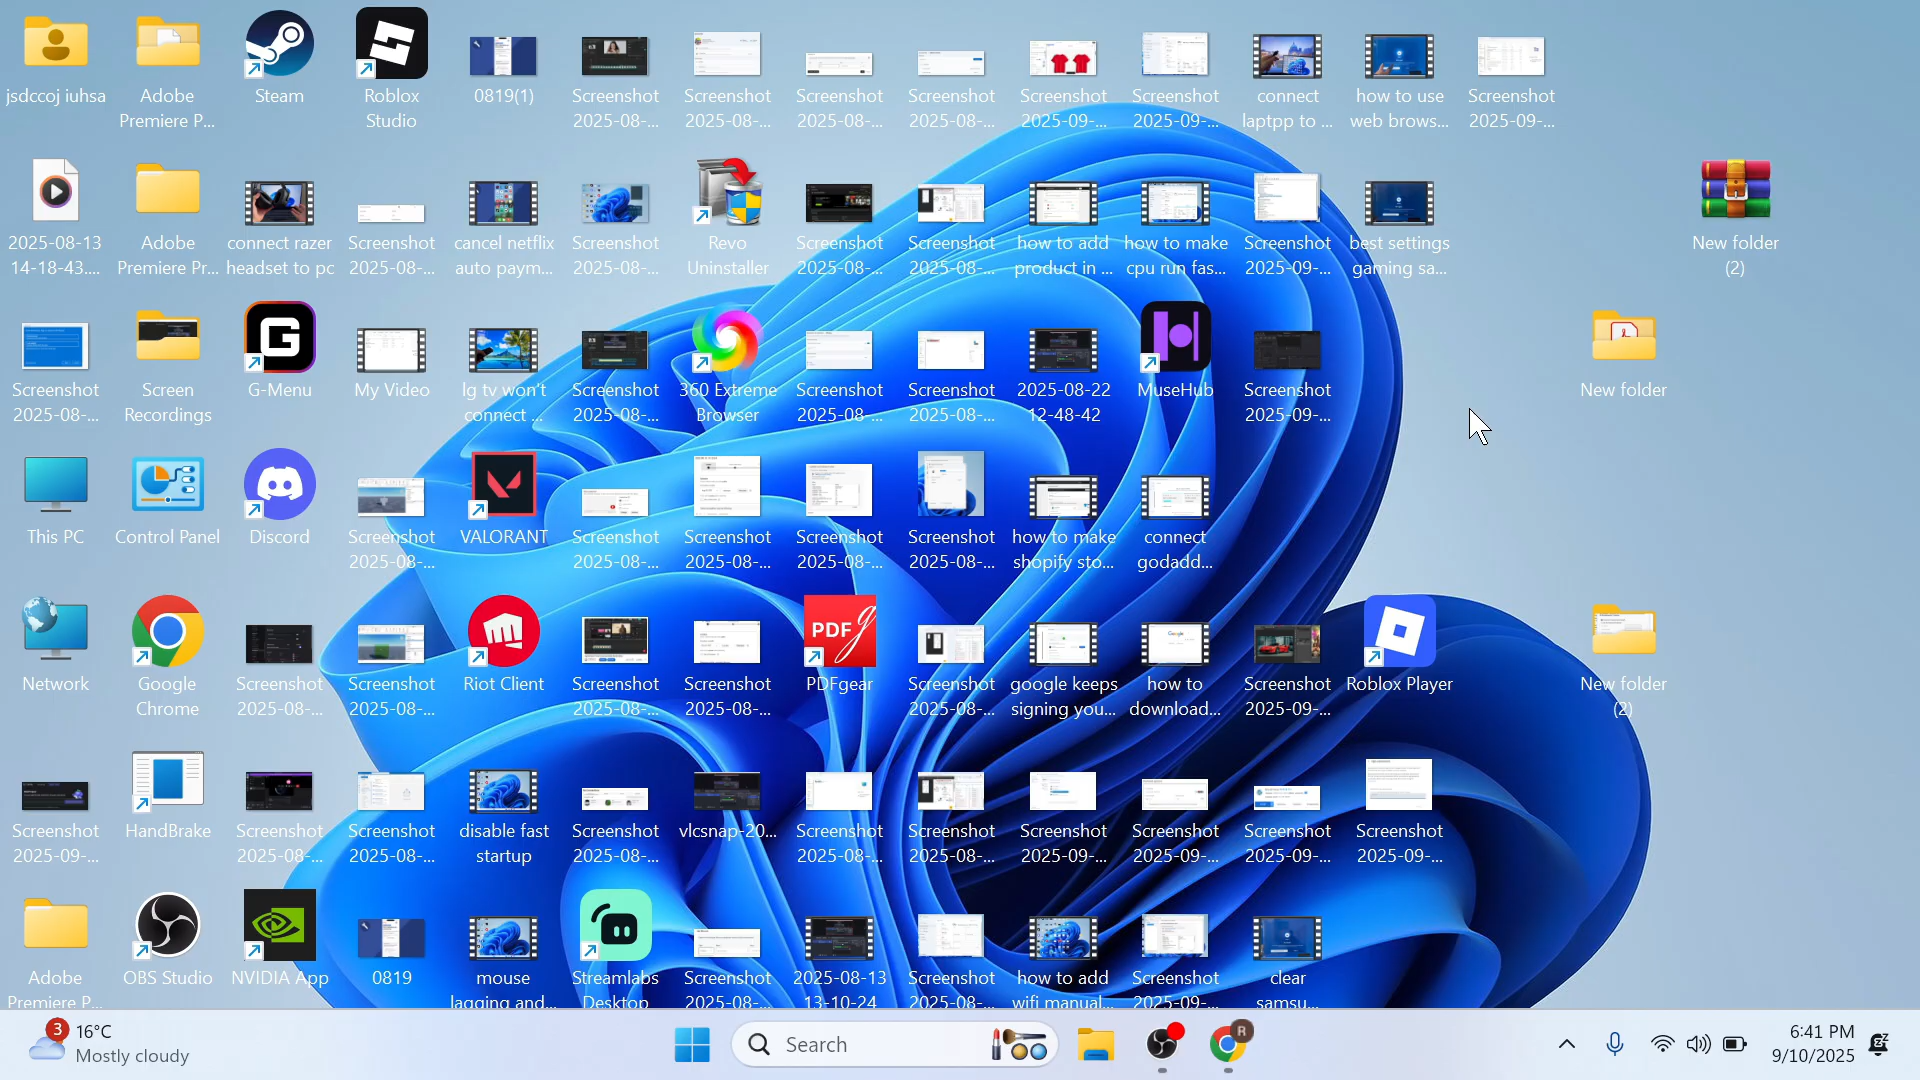 jsdccoj iuhsa
Adobe
Premiere P...
Steam
Roblox
Studio
0819(1)
Screenshot
2025-08-...
Screenshot
2025-08-...
Screenshot
2025-08-...
Screenshot
2025-08-...
Screenshot
2025-09-...
Screenshot
2025-09-...
connect
laptpp to ...
how to use
web brows...
Screenshot
2025-09-...
2025-08-13
14-18-43....
Adobe
Premiere Pr...
connect razer
headset to pc
Screenshot
2025-08-...
cancel netflix
auto paym...
Screenshot
2025-08-...
Revo
Uninstaller
Screenshot
2025-08-...
Screenshot
2025-08-...
how to add
product in ...
how to make
cpu run fas...
Screenshot
2025-09-...
best settings
gaming sa...
New folder
(2)
Screenshot
2025-08-...
Screen
Recordings
G-Menu
My Video
lg tv won't
connect ...
Screenshot
2025-08-...
360 Extreme
Browser
Screenshot
2025-08-...
Screenshot
2025-08-...
2025-08-22
12-48-42
MuseHub
Screenshot
2025-09-...
New folder
This PC
Control Panel
Discord
Screenshot
2025-08-...
VALORANT
Screenshot
2025-08-...
Screenshot
2025-08-...
Screenshot
2025-08-...
Screenshot
2025-08-...
how to make
shopify sto...
connect
godadd...
Network
Google
Chrome
Screenshot
2025-08-...
Screenshot
2025-08-...
Riot Client
Screenshot
2025-08-...
Screenshot
2025-08-...
PDF g
PDFgear
Screenshot
2025-08-...
google keeps
signing you...
how to
download...
Screenshot
2025-09-...
Roblox Player
New folder
(2)
Screenshot
2025-09-...
HandBrake
Screenshot
2025-08-...
Screenshot
2025-08-...
disable fast
startup
Screenshot
2025-08-...
vlcsnap-20...
Screenshot
2025-08-...
Screenshot
2025-08-...
Screenshot
2025-09-...
Screenshot
2025-09-...
Screenshot
2025-09-...
Screenshot
2025-09-...
Adobe
Premiere P...
OBS Studio
NVIDIA App
0819
mouse
lagging and...
Streamlabs
Desktop
Screenshot
2025-08-...
2025-08-13
13-10-24
Screenshot
2025-08-...
how to add
wifi manual...
Screenshot
2025-09-...
clear
samsu...
3
16°C
Mostly cloudy
Search
R
6:41 PM
9/10/2025